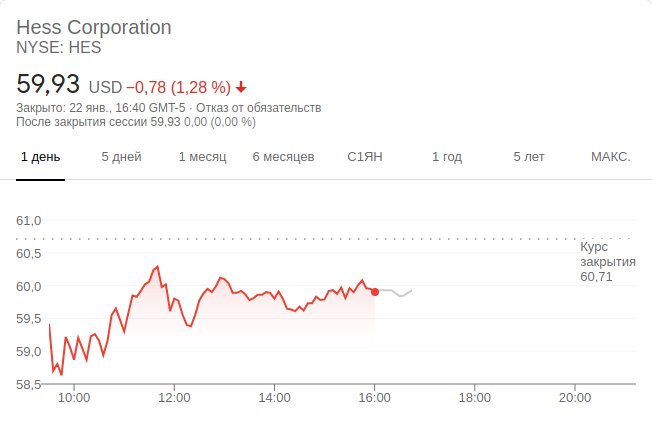 Hess Corporation
NYSE: HES
59,93 USD −0,78 (1,28 %)
Закрыто: 22 янв., 16:40 GMT-5 · Отказ от обязательств
После закрытия сессии 59,93 0,00 (0,00 %)
1 день 5 дней 1 месяц 6 месяцев С1ЯН 1 год 5 лет МАКС.
61,0
60,5
60,0
59,5
59,0
58,5
Курс
закрытия
60,71
10:00 12:00 14:00 16:00 18:00 20:00